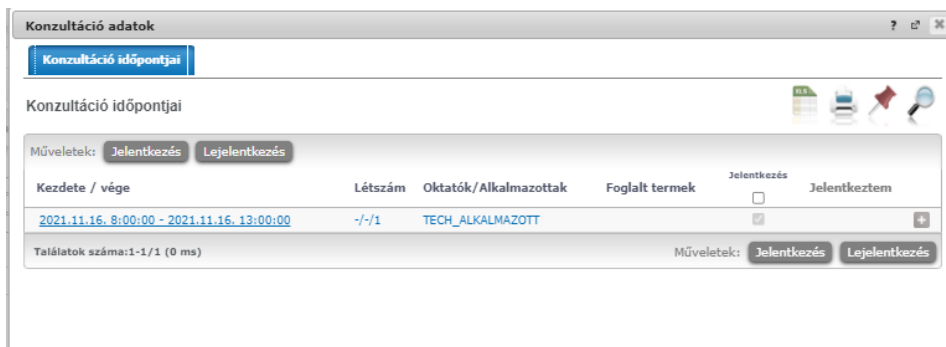 Konzultáció adatok ?
Konzultáció időpontjai
Konzultáció időpontjai XLS
Műveletek: Jelentkezés Lejelentkezés
Kezdete / vége Létszám Oktatók/Alkalmazottak Foglalt termek Jelentkezés Jelentkeztem
2021.11.16. 8:00:00 - 2021.11.16. 13:00:00 -/-/1 TECH_ALKALMAZOTT
Találatok száma:1-1/1 (0 ms) Műveletek: Jelentkezés Lejelentkezés